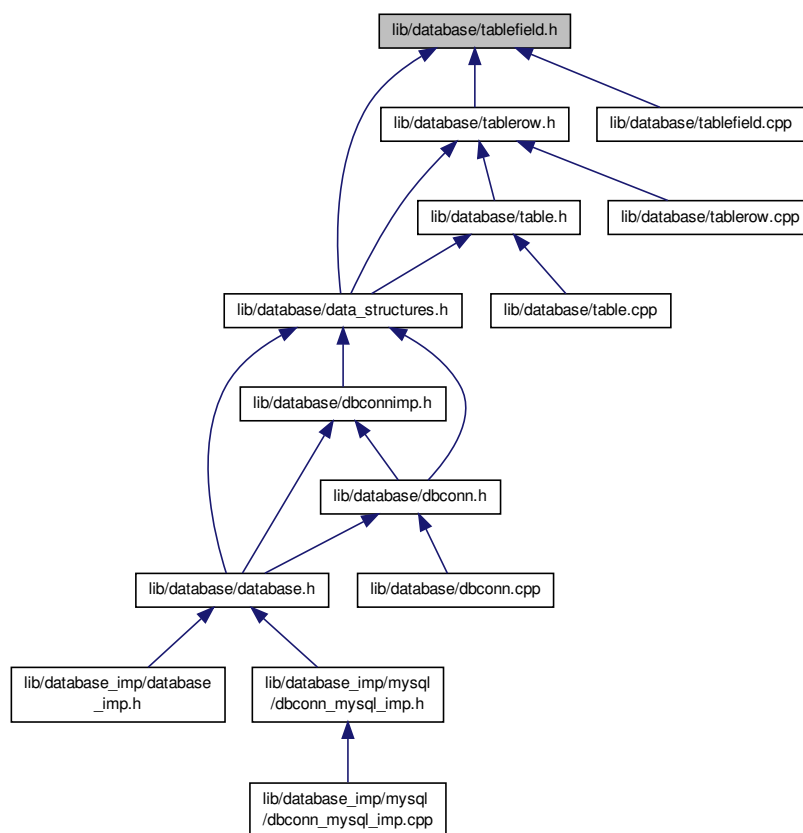 lib/database/tablefield.h
lib/database/tablerow.h
lib/database/tablefield.cpp
lib/database/table.h
lib/database/tablerow.cpp
lib/database/data_structures.h
lib/database/table.cpp
lib/database/dbconnimp.h
lib/database/dbconn.h
lib/database/database.h
lib/database/dbconn.cpp
lib/database_imp/database
_imp.h
lib/database_imp/mysql
/dbconn_mysql_imp.h
lib/database_imp/mysql
/dbconn_mysql_imp.cpp